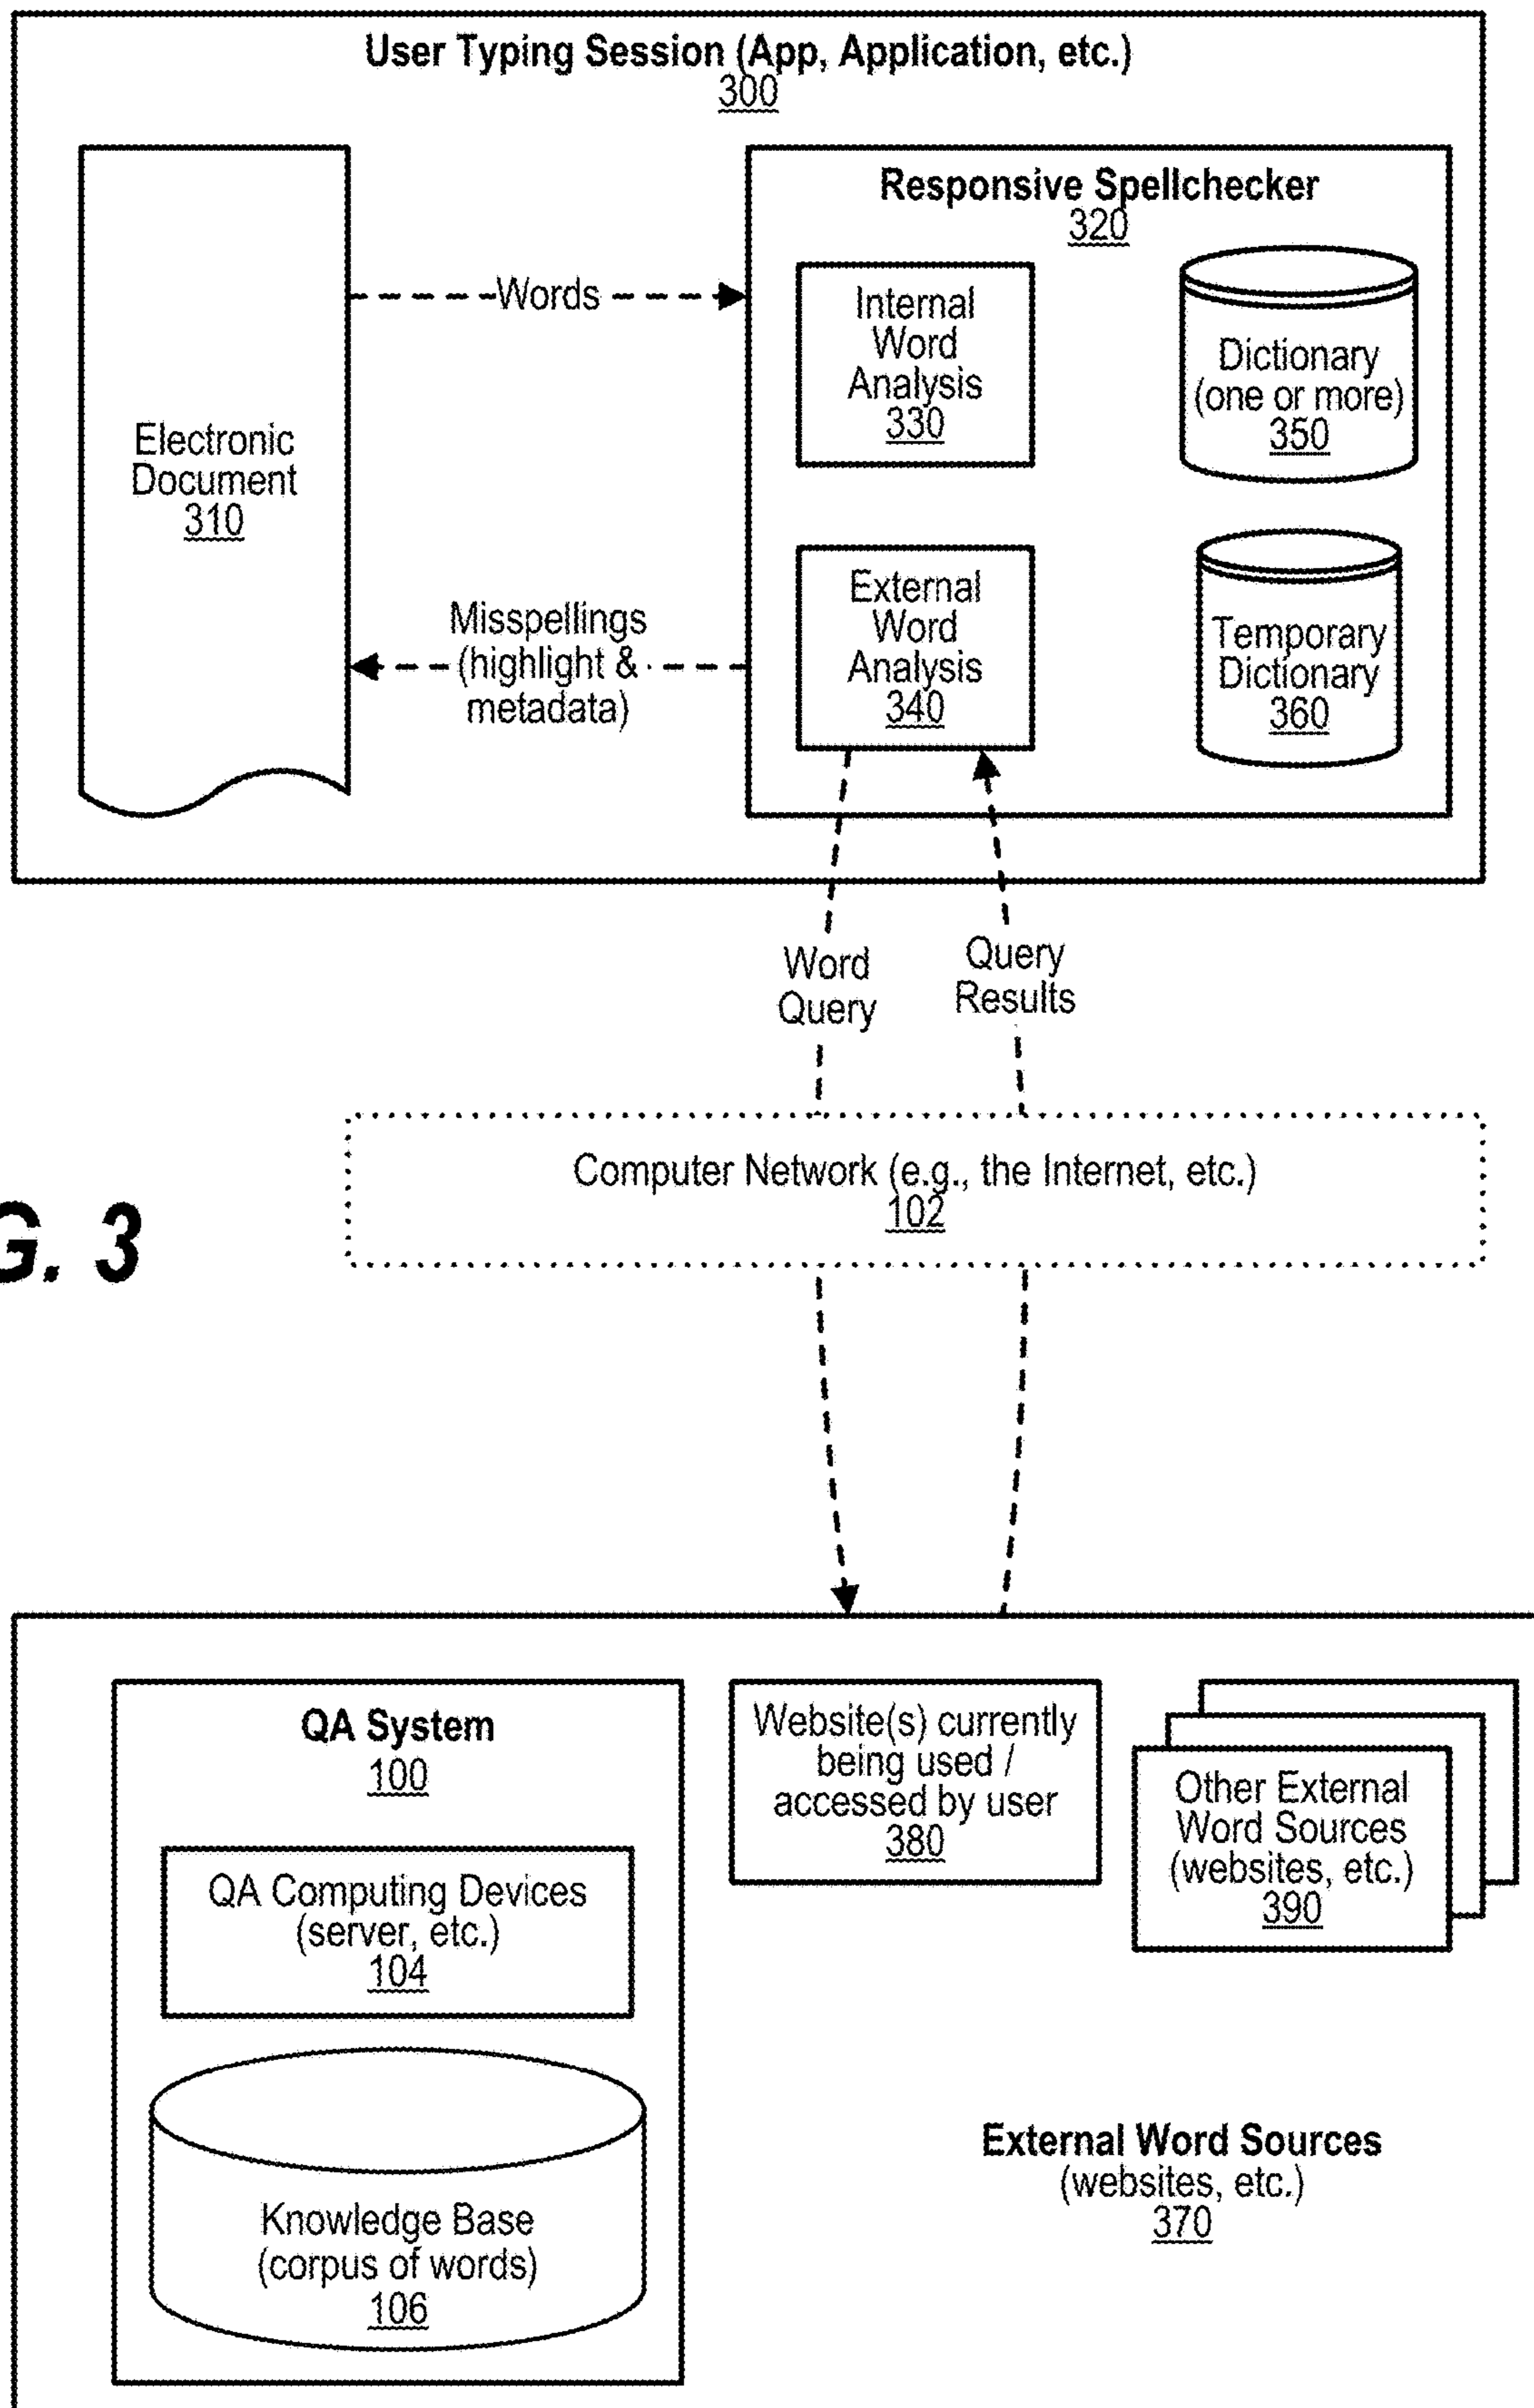 User Typing Session (App, Application, etc.)
300
Electronic
Document
310
Words
Misspellings
(highlight &
metadata)
Responsive Spellchecker
320
Internal
Word
Analysis
330
Dictionary
(one or more)
350
External
Word
Analysis
340
Temporary
Dictionary
360
Word
Query
Query
Results
Computer Network (e.g., the Internet, etc.)
102
G. 3
QA System
100
QA Computing Devices
(server, etc.)
104
Knowledge Base
(corpus of words)
106
Website(s) currently
being used /
accessed by user
380
Other External
Word Sources
(websites, etc.)
390
External Word Sources
(websites, etc.)
370